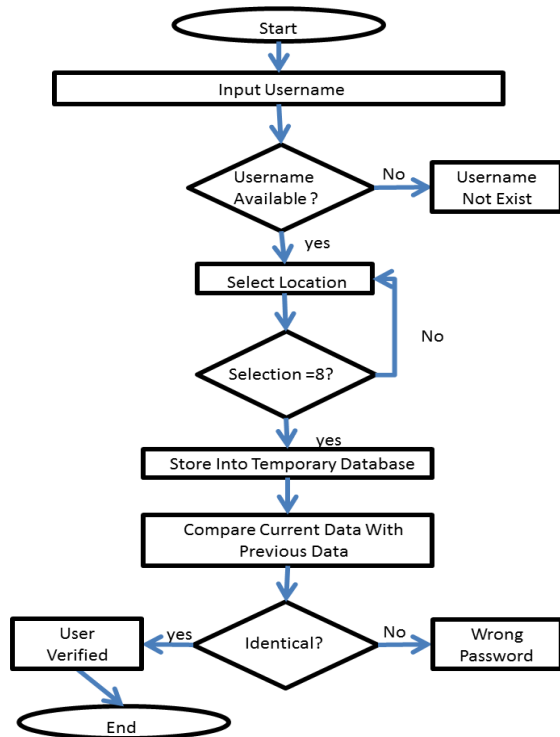 Start
Input Username
Username
Available ?
No
Username
Not Exist
yes
Select Location
No
Selection =8?
yes
Store Into Temporary Database
Compare Current Data With
Previous Data
User
Verified
yes
Identical?
No
Wrong
Password
End